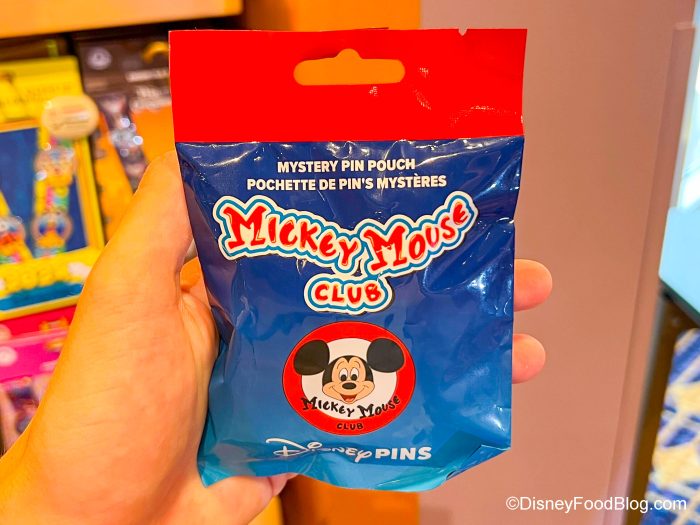 MYSTERY PIN POUCH
POCHETTE DE PIN'S MYSTÈRES
MICKEY MOUSE
CLUB
MICKEY MOUSE
CLUB
Disney PINS
©DisneyFoodBlog.com